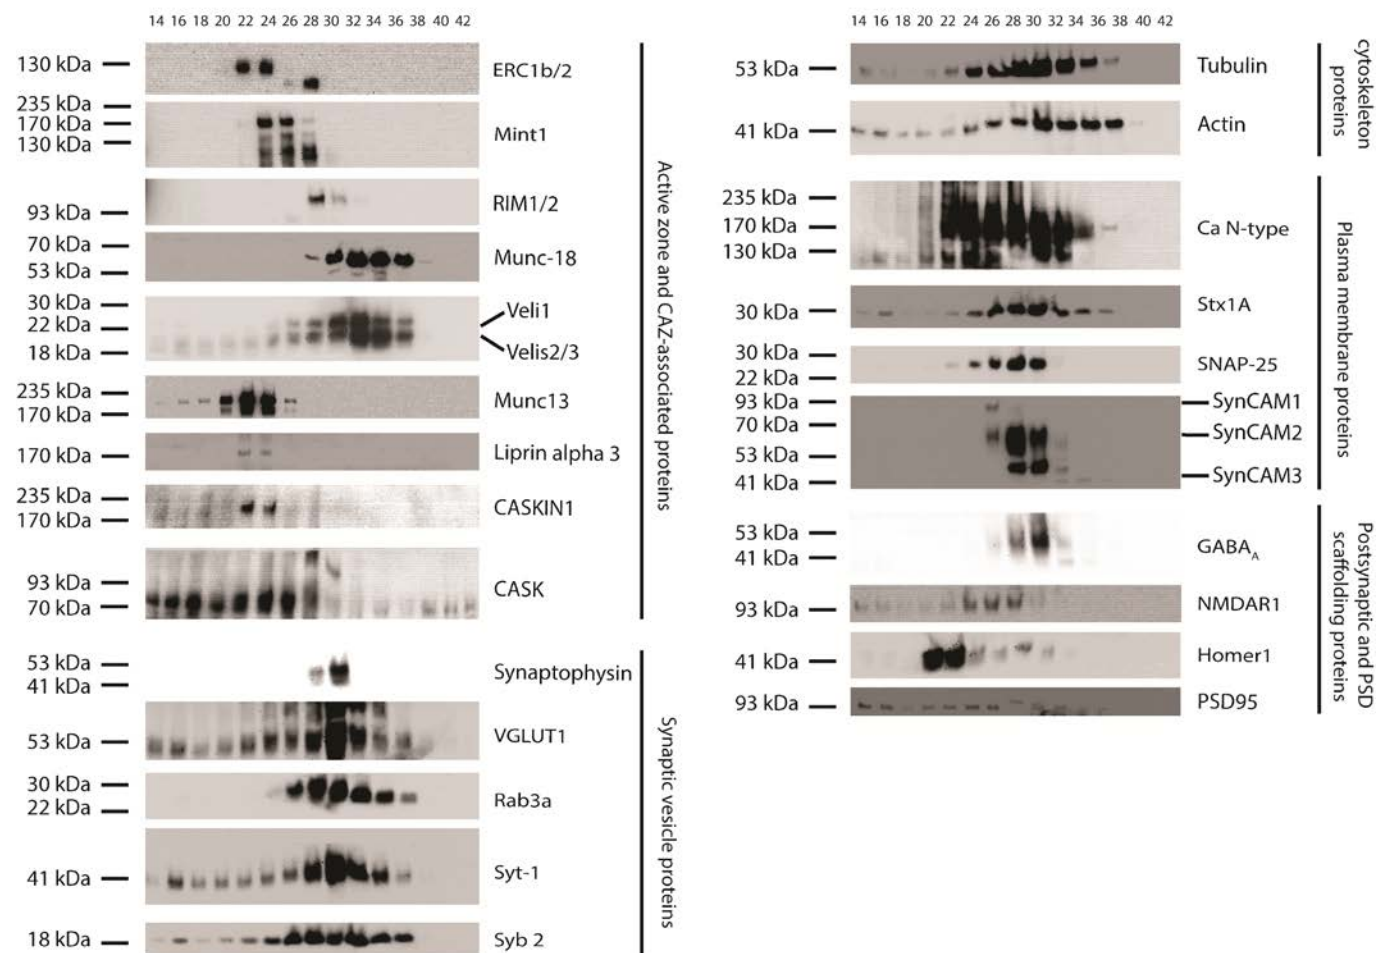 14 16 18 20 22 24 26 28 30 32 34 36 38 40 42
130 kDa
ERC1b/2
235 kDa
170 kDa
130 kDa
Mint1
93 kDa
RIM1/2
70 kDa
53 kDa
Munc-18
30 kDa
22 kDa
18 kDa
Veli1
Velis2/3
235 kDa
170 kDa
Munc13
170 kDa
Liprin alpha 3
235 kDa
170 kDa
CASKIN1
93 kDa
70 kDa
CASK
Active zone and CAZ-associated proteins
53 kDa
41 kDa
Synaptophysin
53 kDa
VGLUT1
30 kDa
22 kDa
Rab3a
41 kDa
Syt-1
18 kDa
Syb 2
Synaptic vesicle proteins
14 16 18 20 22 24 26 28 30 32 34 36 38 40 42
53 kDa
Tubulin
41 kDa
Actin
cytoskeleton
proteins
235 kDa
170 kDa
130 kDa
Ca N-type
30 kDa
Stx1A
30 kDa
22 kDa
SNAP-25
93 kDa
70 kDa
53 kDa
41 kDa
SynCAM1
SynCAM2
SynCAM3
Plasma membrane proteins
53 kDa
41 kDa
GABAA
93 kDa
NMDAR1
41 kDa
Homer1
93 kDa
PSD95
Postsynaptic and PSD
scaffolding proteins